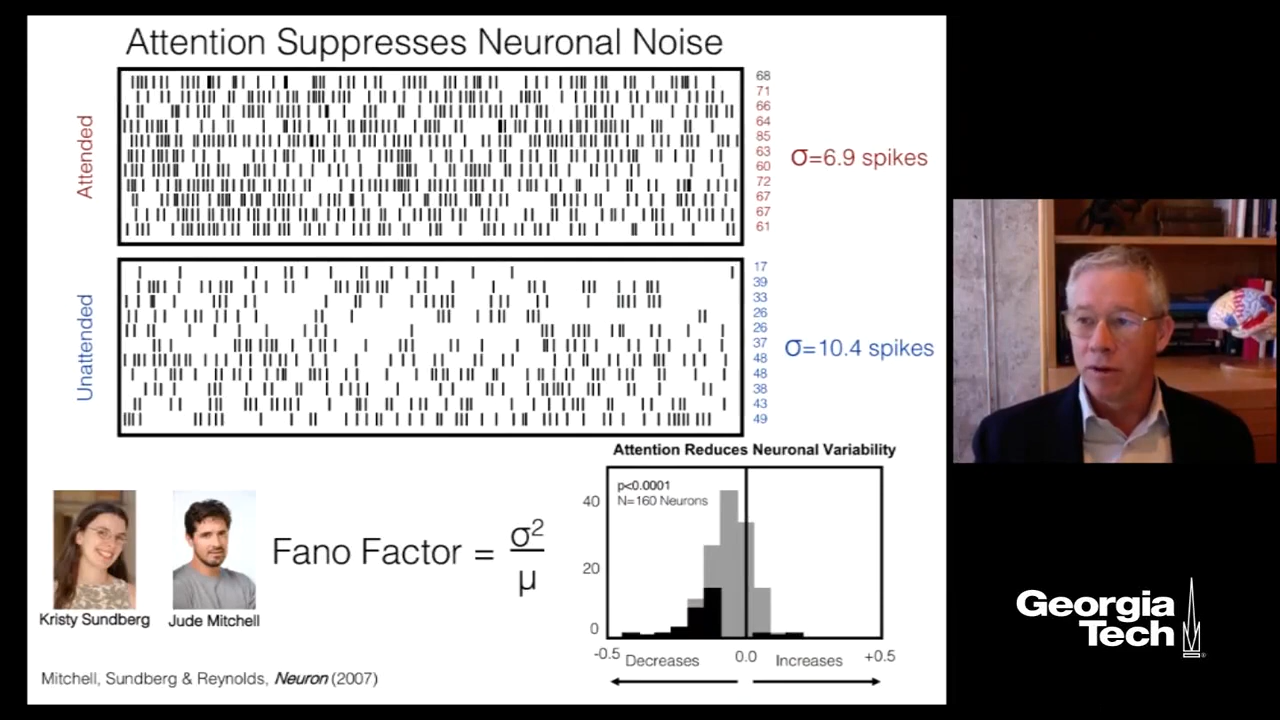 Attention Suppresses Neuronal Noise
Attended
68
71
66
64
85
63
60
72
67
67
61
σ=6.9 spikes
Unattended
17
39
33
26
26
37
48
48
38
43
49
σ=10.4 spikes
Attention Reduces Neuronal Variability
p<0.0001
N=160 Neurons
40
20
0
-0.5
Decreases
0.0
Increases
+0.5
Fano Factor = σ²
μ
Kristy Sundberg
Jude Mitchell
Mitchell, Sundberg & Reynolds, Neuron (2007)
Georgia
Tech